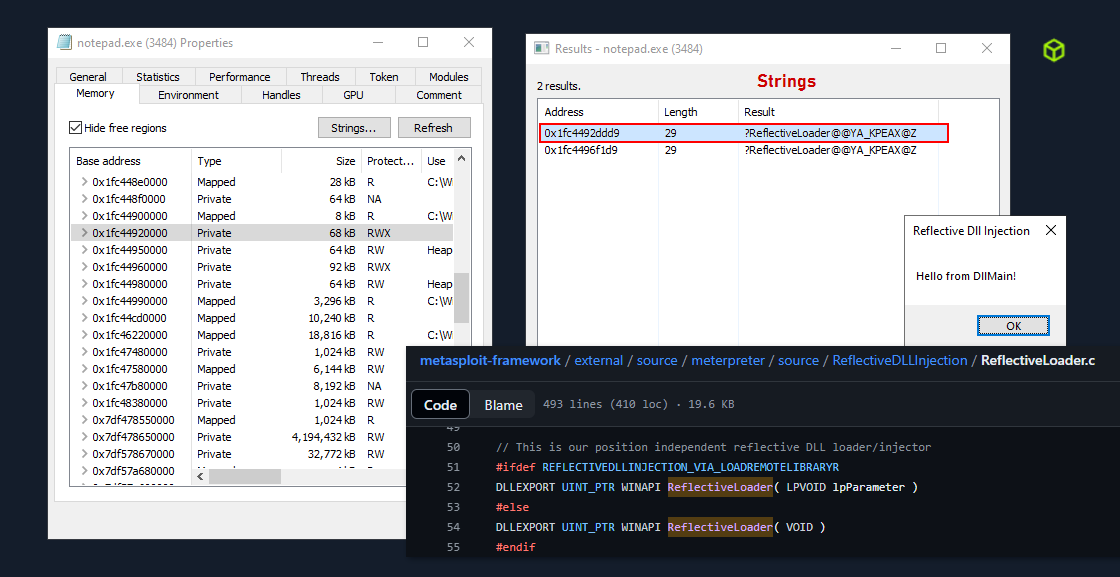 notepad.exe (3484) Properties
General Statistics Performance Threads Token Modules
Memory Environment Handles GPU Comment
Hide free regions Strings... Refresh
Base address Type Size Protect... Use
0x1fc448e0000 Mapped 28 kB R C:\W
0x1fc448f0000 Private 64 kB NA
0x1fc44900000 Mapped 8 kB R C:\W
0x1fc44920000 Private 68 kB RWX
0x1fc44950000 Private 64 kB RW Heap
0x1fc44960000 Private 92 kB RWX
0x1fc44980000 Private 64 kB RW Heap
0x1fc44990000 Mapped 3,296 kB R C:\W
0x1fc44cd0000 Mapped 10,240 kB R
0x1fc46220000 Mapped 18,816 kB R C:\W
0x1fc47480000 Private 1,024 kB RW
0x1fc47580000 Mapped 6,144 kB RW
0x1fc47b80000 Private 8,192 kB NA
0x1fc48380000 Private 1,024 kB RW
0x7df478550000 Mapped 1,024 kB R
0x7df478650000 Private 4,194,432 kB RW
0x7df578670000 Private 32,772 kB RW
0x7df57a680000 Mapped
Results - notepad.exe (3484)
2 results.
Strings
Address Length Result
0x1fc4492ddd9 29 ?ReflectiveLoader@@YA_KPEAX@Z
0x1fc4496f1d9 29 ?ReflectiveLoader@@YA_KPEAX@Z
Reflective Dll Injection
Hello from DllMain!
OK
metasploit-framework / external / source / meterpreter / source / ReflectiveDLLInjection / ReflectiveLoader.c
Code Blame 493 lines (410 loc) · 19.6 KB
49
50 // This is our position independent reflective DLL loader/injector
51 #ifdef REFLECTIVEDLLINJECTION_VIA_LOADREMOTELIBRARYR
52 DLLEXPORT UINT_PTR WINAPI ReflectiveLoader( LPVOID lpParameter )
53 #else
54 DLLEXPORT UINT_PTR WINAPI ReflectiveLoader( VOID )
55 #endif